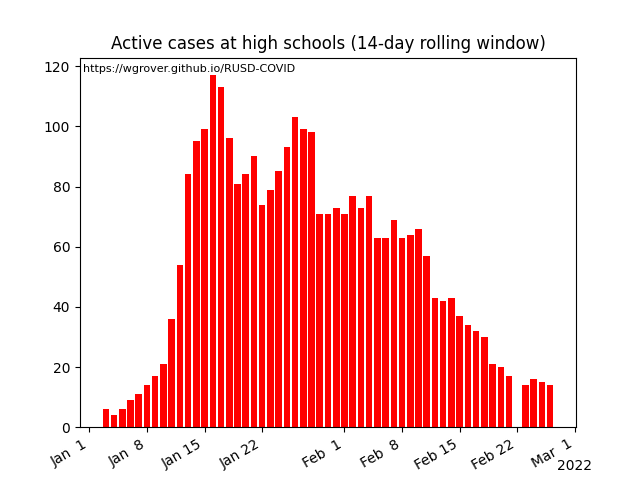 Active cases at high schools (14-day rolling window)
https://wgrover.github.io/RUSD-COVID
120
100
80
60
40
20
0
Jan 1
Jan 8
Jan 15
Jan 22
Feb 1
Feb 8
Feb 15
Feb 22
Mar 1
2022